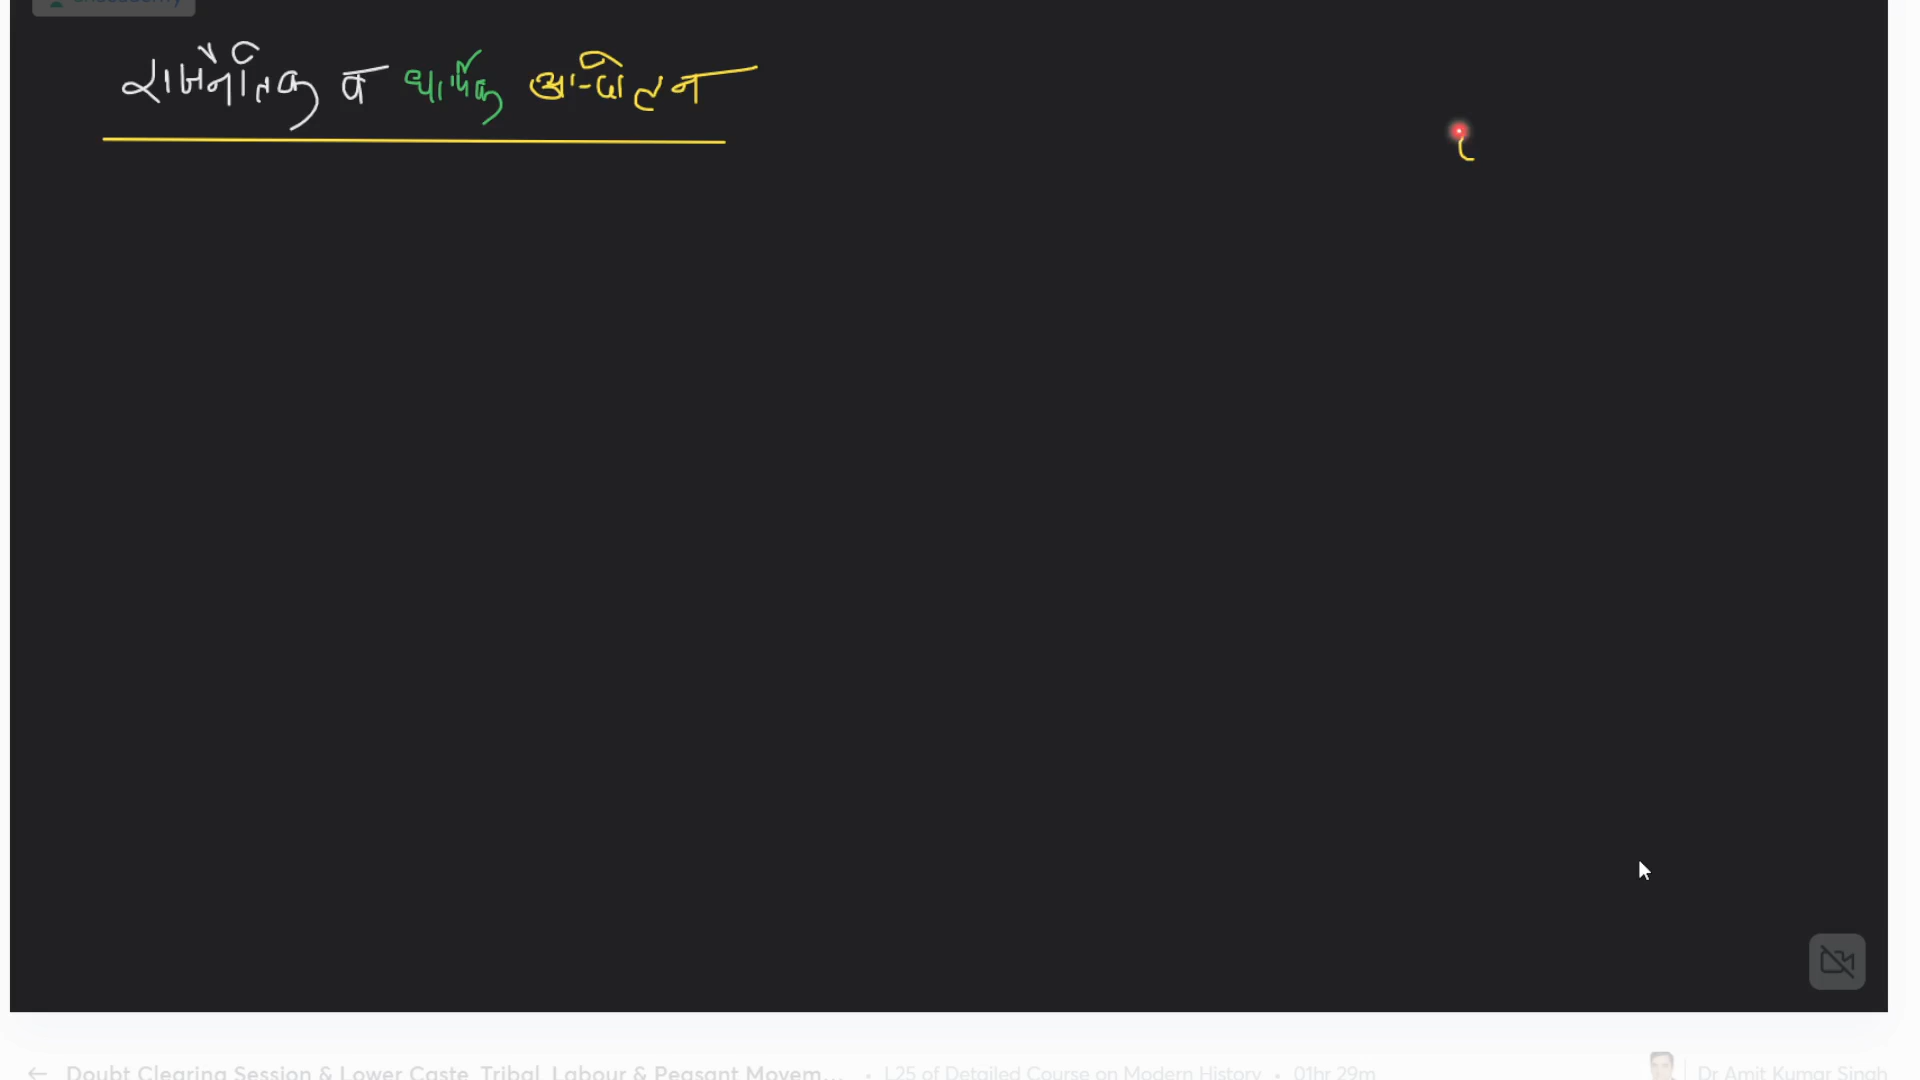 राजनैतिक व धार्मिक आन्दोलन
Doubt Clearing Session & Lower Caste, Tribal, Labour & Peasant Movem... • L25 of Detailed Course on Modern History • 01hr 29m Dr Amit Kumar Singh